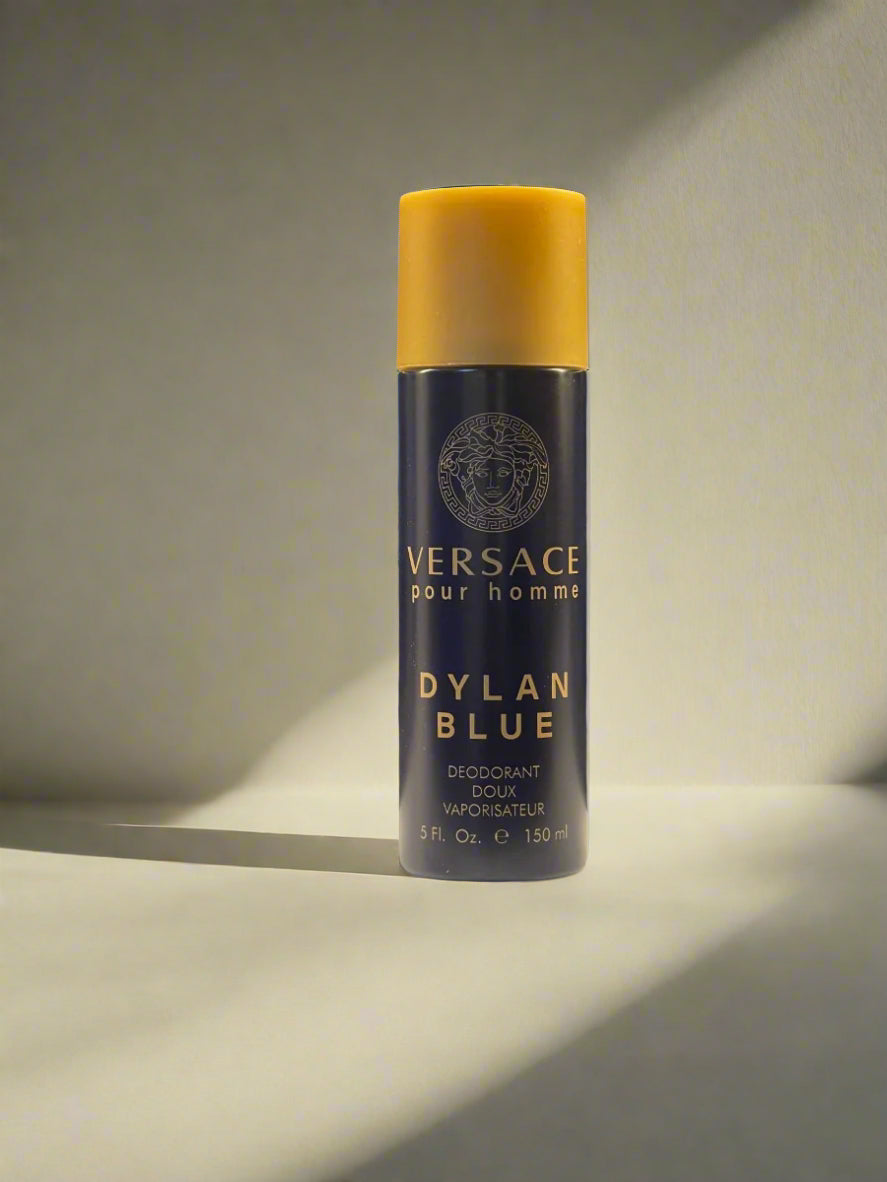 VERSACE
pour homme
DYLAN
BLUE
DEODORANT
DOUX
VAPORISATEUR
5 Fl. Oz. ℮ 150 ml